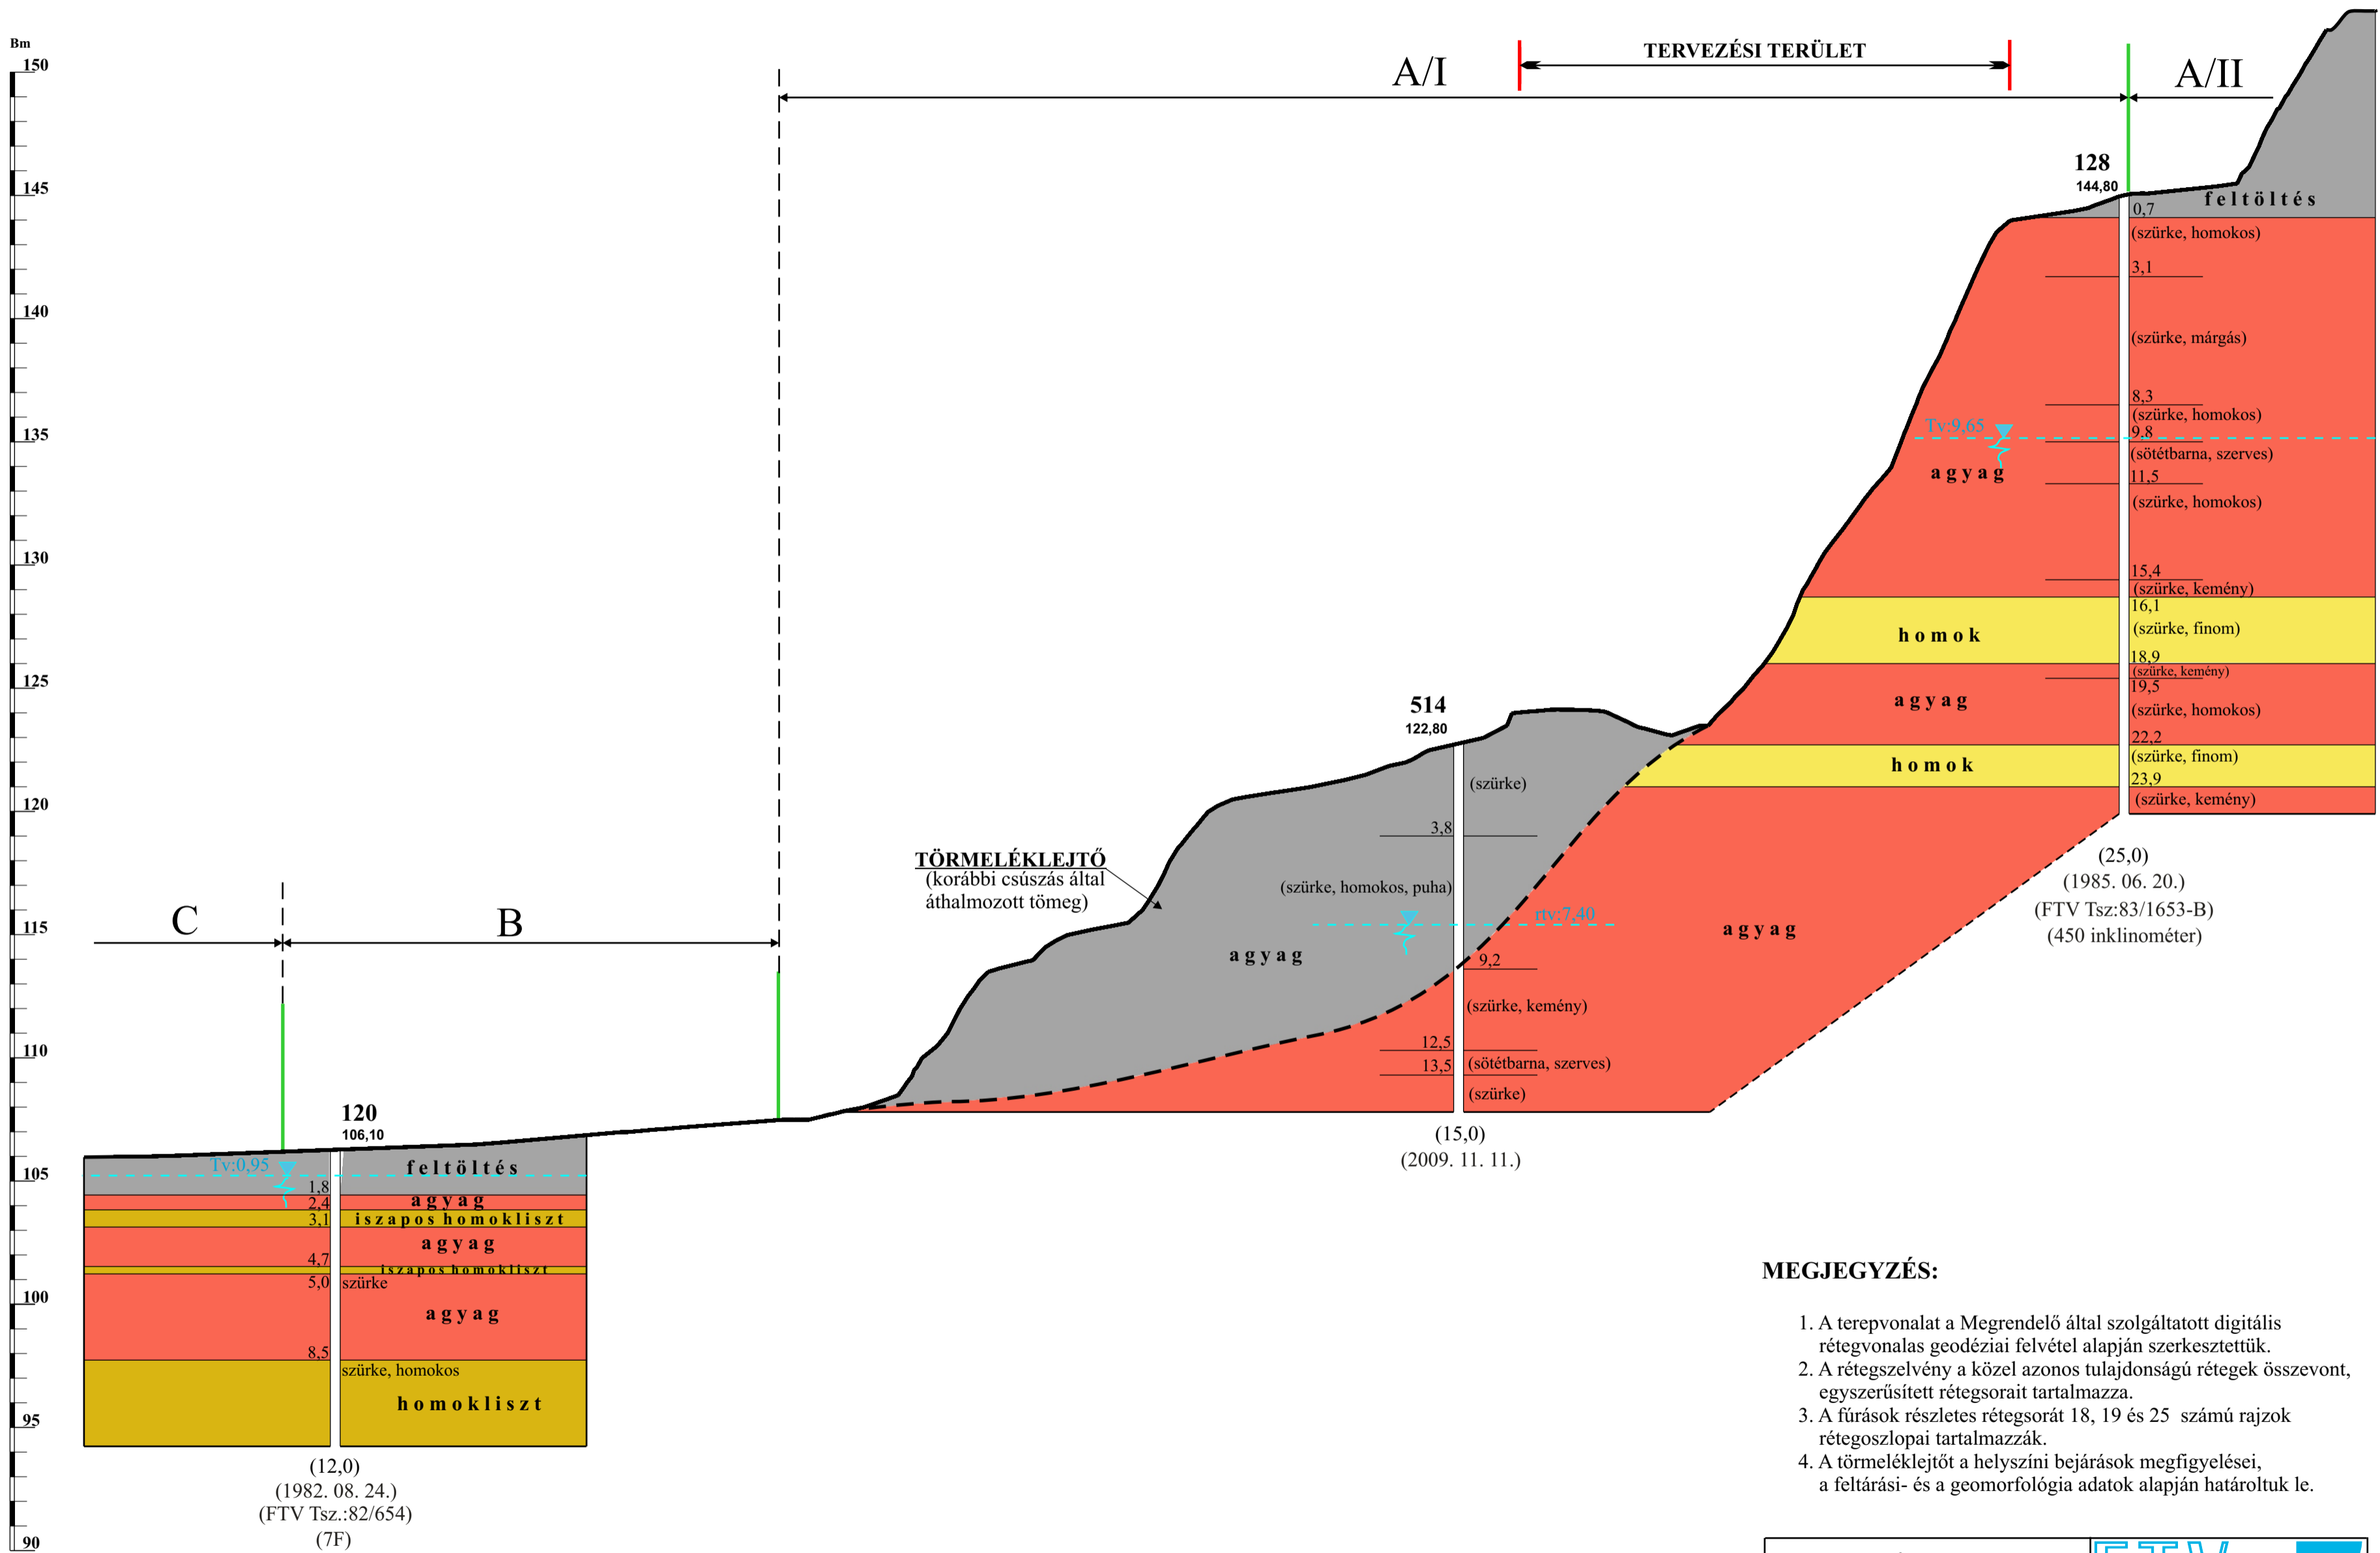 Bm
150
145
140
135
130
125
120
115
110
105
100
95
90
A/I
TERVEZÉSI TERÜLET
A/II
C
B
128
144,80
feltöltés
0,7
(szürke, homokos)
3,1
(szürke, márgás)
8,3
(szürke, homokos)
Tv:9,65
9,8
(sötétbarna, szerves)
agyag
11,5
(szürke, homokos)
15,4
(szürke, kemény)
16,1
homok
(szürke, finom)
18,9
(szürke, kemény)
19,5
agyag
(szürke, homokos)
22,2
(szürke, finom)
homok
23,9
(szürke, kemény)
(25,0)
(1985. 06. 20.)
(FTV Tsz:83/1653-B)
(450 inklinométer)
514
122,80
(szürke)
3,8
TÖRMELÉKLEJTŐ
(korábbi csúszás által
áthalmozott tömeg)
(szürke, homokos, puha)
rtv:7,40
agyag
agyag
9,2
(szürke, kemény)
12,5
(sötétbarna, szerves)
13,5
(szürke)
(15,0)
(2009. 11. 11.)
120
106,10
Tv:0,95
feltöltés
1,8
agyag
2,4
iszapos homokliszt
3,1
agyag
4,7
iszapos homokliszt
5,0
szürke
agyag
8,5
szürke, homokos
homokliszt
(12,0)
(1982. 08. 24.)
(FTV Tsz.:82/654)
(7F)
MEGJEGYZÉS:
1. A terepvonalat a Megrendelő által szolgáltatott digitális
rétegvonalas geodéziai felvétel alapján szerkesztettük.
2. A rétegszelvény a közel azonos tulajdonságú rétegek összevont,
egyszerűsített rétegsorait tartalmazza.
3. A fúrások részletes rétegsorát 18, 19 és 25 számú rajzok
rétegoszlopai tartalmazzák.
4. A törmeléklejtőt a helyszíni bejárások megfigyelései,
a feltárási- és a geomorfológia adatok alapján határoltuk le.
FTV